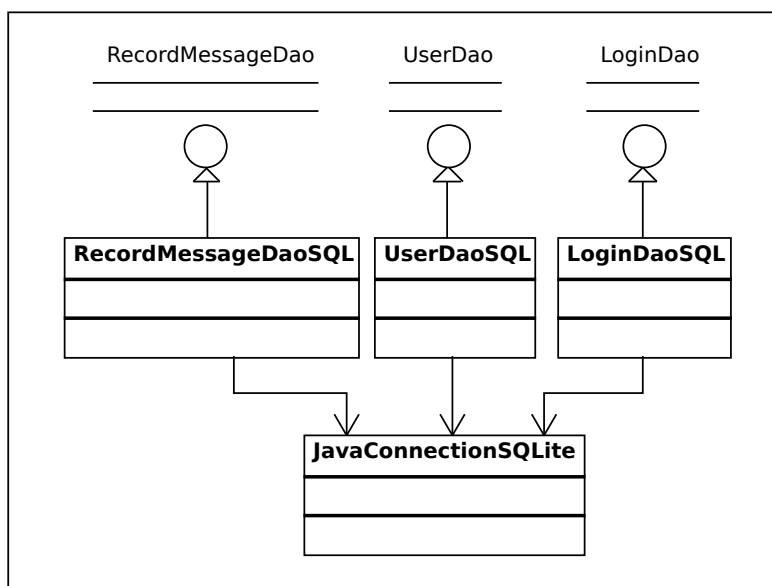 RecordMessageDao
UserDao
LoginDao
RecordMessageDaoSQL
UserDaoSQL
LoginDaoSQL
JavaConnectionSQLite